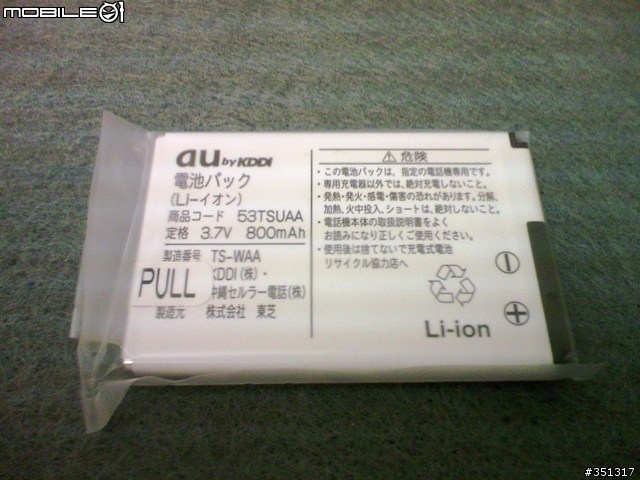 MOBILE01
au by KDDI
電池パック
(LI-イオン)
商品コード 53TSUAA
定格 3.7V 800mAh
製造番号 TS-WAA
PULL
KDDI(株)・
沖縄セルラー電話(株)
製造元 株式会社 東芝
⚠危険
・この電池パックは、指定の電話機専用です。
・専用充電器以外では、絶対充電しないこと。
・発熱・発火・感電・傷害の恐れがあります。分解、
加熱、火中投入、ショートは、絶対しないこと。
・電話機本体の取扱説明書をよく
お読みになり正しくご使用ください。
・使用後は捨てないで充電式電池
リサイクル協力店へ
Li-ion
#351317